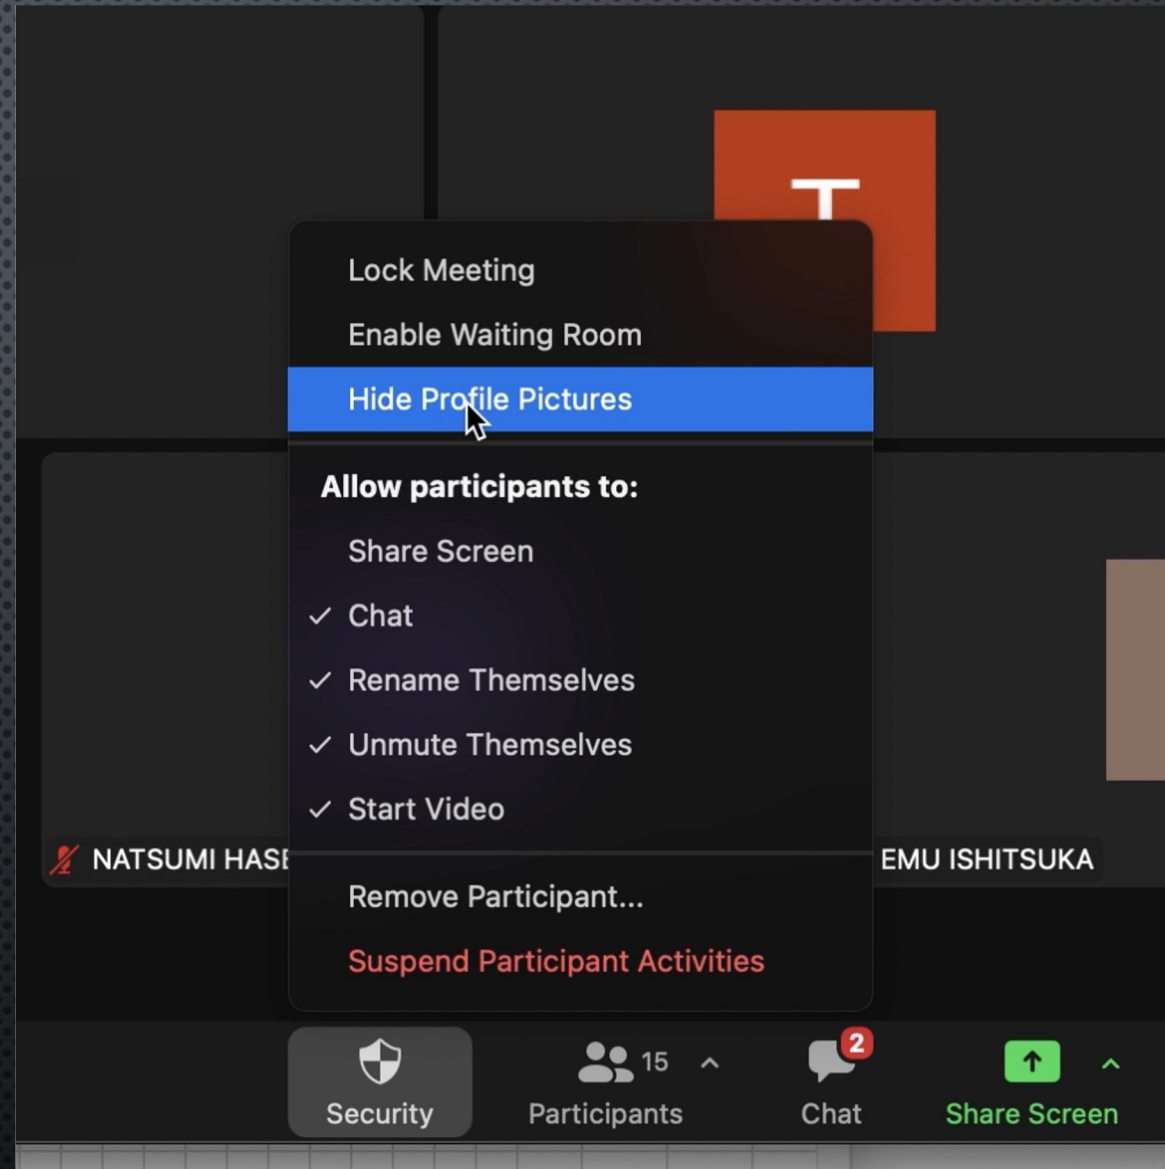 T
Lock Meeting
Enable Waiting Room
Hide Profile Pictures
Allow participants to:
Share Screen
✓ Chat
✓ Rename Themselves
✓ Unmute Themselves
✓ Start Video
NATSUMI
EMU ISHITSUKA
Remove Participant...
Suspend Participant Activities
Security
15
Participants
2
Chat
Share Screen